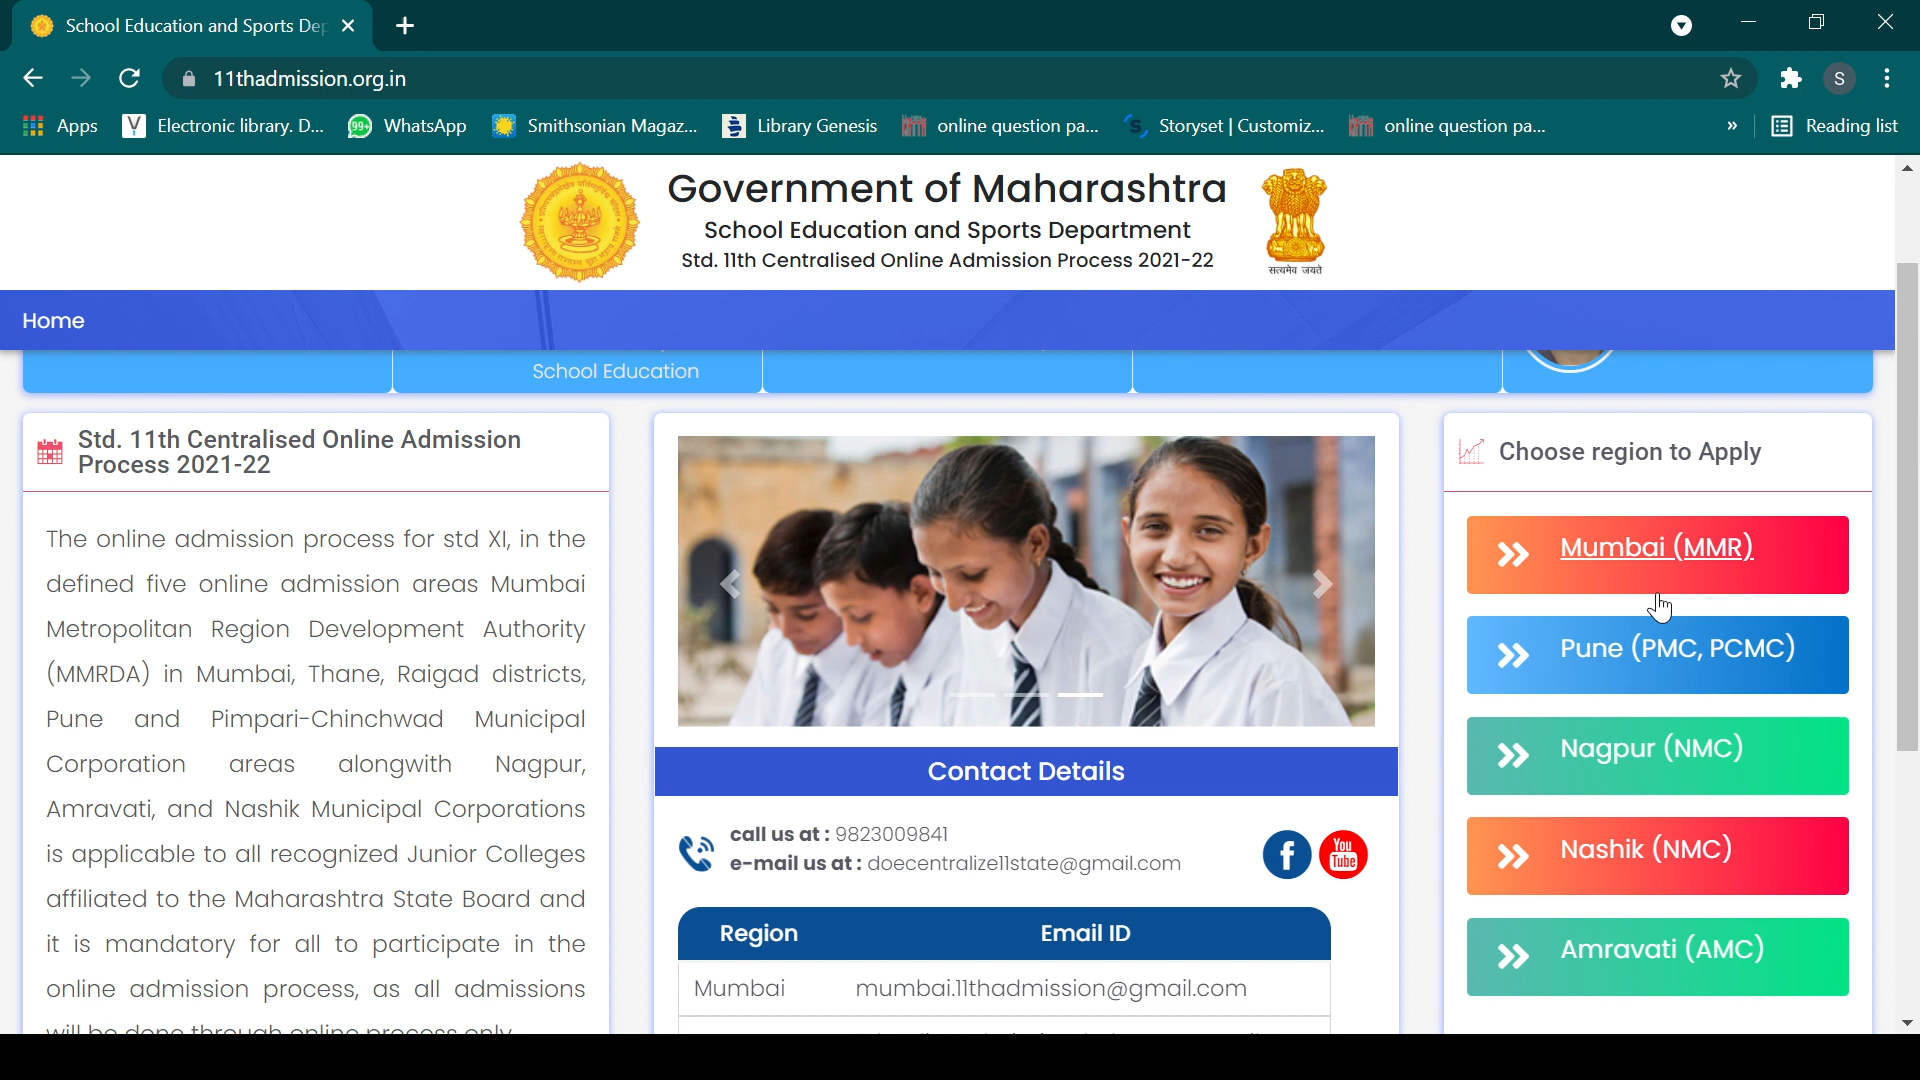 School Education and Sports Dep
11thadmission.org.in
S
Apps
Electronic library. D...
99+
WhatsApp
Smithsonian Magaz...
Library Genesis
online question pa...
Storyset | Customiz...
online question pa...
»
Reading list
Government of Maharashtra
School Education and Sports Department
Std. 11th Centralised Online Admission Process 2021-22
सत्यमेव जयते
Home
School Education
Std. 11th Centralised Online Admission
Process 2021-22
The online admission process for std XI, in the
defined five online admission areas Mumbai
Metropolitan Region Development Authority
(MMRDA) in Mumbai, Thane, Raigad districts,
Pune and Pimpari-Chinchwad Municipal
Corporation areas alongwith Nagpur,
Amravati, and Nashik Municipal Corporations
is applicable to all recognized Junior Colleges
affiliated to the Maharashtra State Board and
it is mandatory for all to participate in the
online admission process, as all admissions
will be done through online process only
Contact Details
call us at : 9823009841
e-mail us at : doecentralize11state@gmail.com
You
Tube
Region Email ID
Mumbai mumbai.11thadmission@gmail.com
Choose region to Apply
Mumbai (MMR)
Pune (PMC, PCMC)
Nagpur (NMC)
Nashik (NMC)
Amravati (AMC)